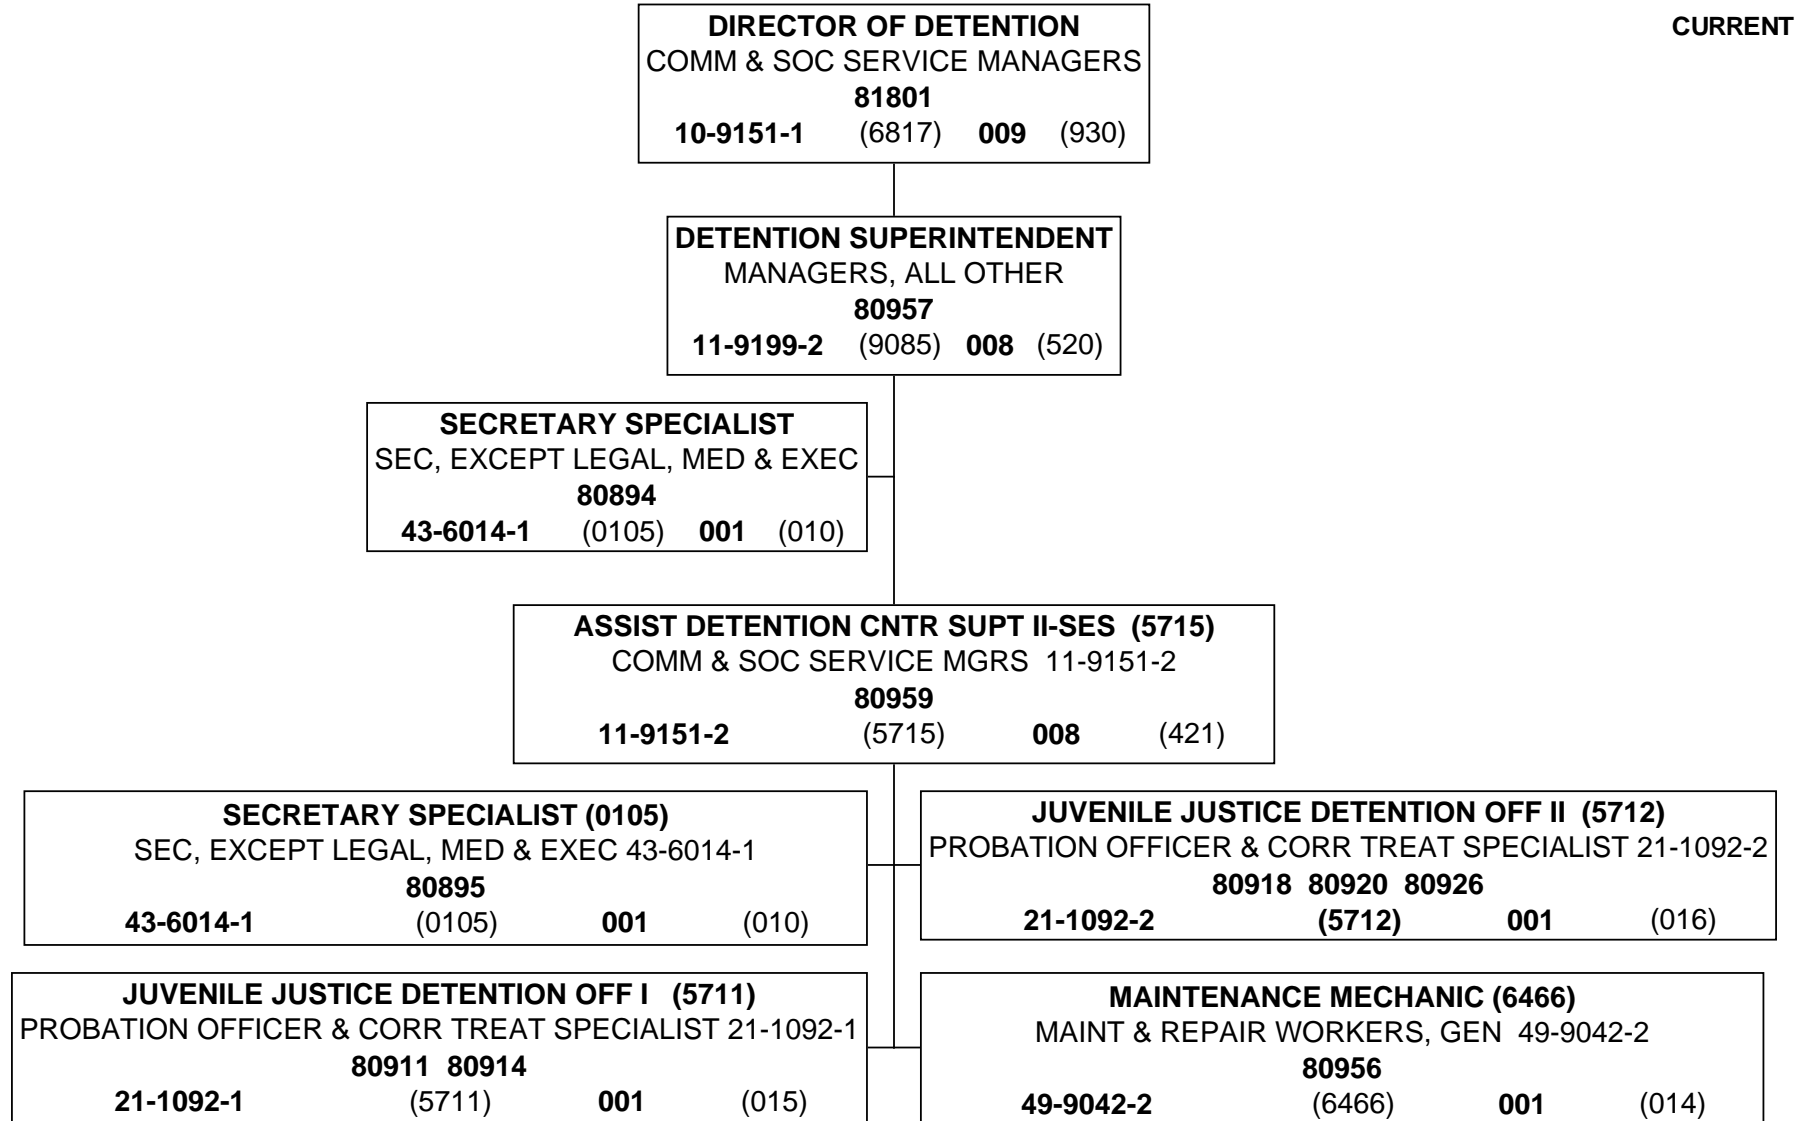 CURRENT
DIRECTOR OF DETENTION
COMM & SOC SERVICE MANAGERS
81801
10-9151-1 (6817) 009 (930)
DETENTION SUPERINTENDENT
MANAGERS, ALL OTHER
80957
11-9199-2 (9085) 008 (520)
SECRETARY SPECIALIST
SEC, EXCEPT LEGAL, MED & EXEC
80894
43-6014-1 (0105) 001 (010)
ASSIST DETENTION CNTR SUPT II-SES (5715)
COMM & SOC SERVICE MGRS 11-9151-2
80959
11-9151-2 (5715) 008 (421)
SECRETARY SPECIALIST (0105)
SEC, EXCEPT LEGAL, MED & EXEC 43-6014-1
80895
43-6014-1 (0105) 001 (010)
JUVENILE JUSTICE DETENTION OFF II (5712)
PROBATION OFFICER & CORR TREAT SPECIALIST 21-1092-2
80918 80920 80926
21-1092-2 (5712) 001 (016)
JUVENILE JUSTICE DETENTION OFF I (5711)
PROBATION OFFICER & CORR TREAT SPECIALIST 21-1092-1
80911 80914
21-1092-1 (5711) 001 (015)
MAINTENANCE MECHANIC (6466)
MAINT & REPAIR WORKERS, GEN 49-9042-2
80956
49-9042-2 (6466) 001 (014)